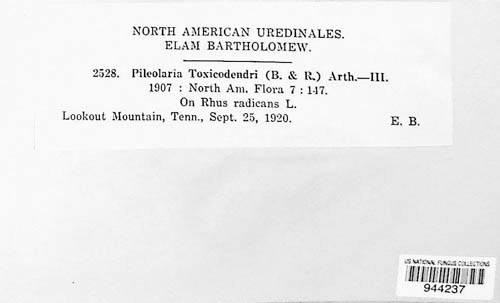 NORTH AMERICAN UREDINALES.
ELAM BARTHOLOMEW.
2528. Pileolaria Toxicodendri (B. & R.) Arth.—III.
1907 : North Am. Flora 7 : 147.
On Rhus radicans L.
Lookout Mountain, Tenn., Sept. 25, 1920. E. B.
US NATIONAL FUNGUS COLLECTIONS
944237